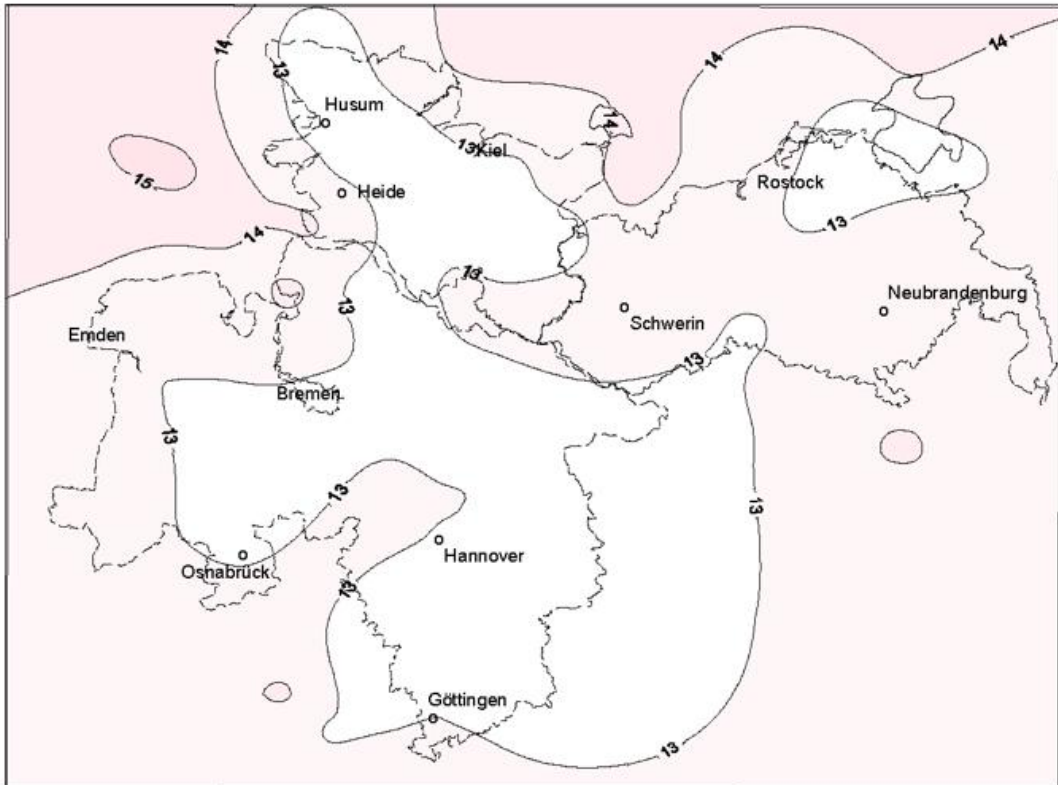 14
14
14
13
Husum
14
13
Kiel
15
Heide
Rostock
13
14
13
13
Neubrandenburg
Schwerin
Emden
13
Bremen
13
13
13
Hannover
Osnabrück
13
Göttingen
13